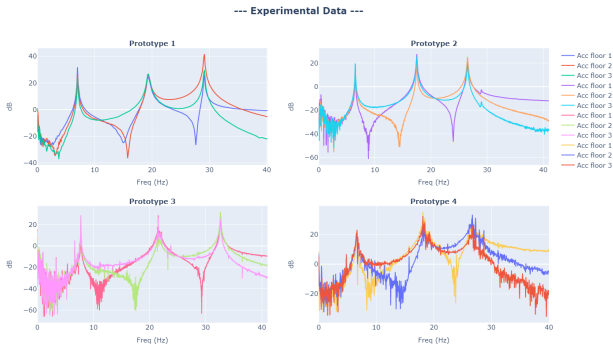 --- Experimental Data ---
Prototype 1
Prototype 2
40
20
0
−20
−40
dB
0
10
20
30
40
Freq (Hz)
20
0
−20
−40
−60
dB
0
10
20
30
40
Freq (Hz)
Acc floor 1
Acc floor 2
Acc floor 3
Acc floor 1
Acc floor 2
Acc floor 3
Acc floor 1
Acc floor 2
Acc floor 3
Acc floor 1
Acc floor 2
Acc floor 3
Prototype 3
Prototype 4
20
0
−20
−40
−60
dB
0
10
20
30
40
Freq (Hz)
20
0
−20
dB
0
10
20
30
40
Freq (Hz)